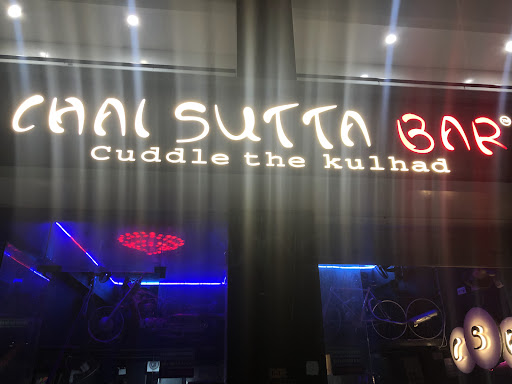 CHAI SUTTA BAR®
Cuddle the kulhad